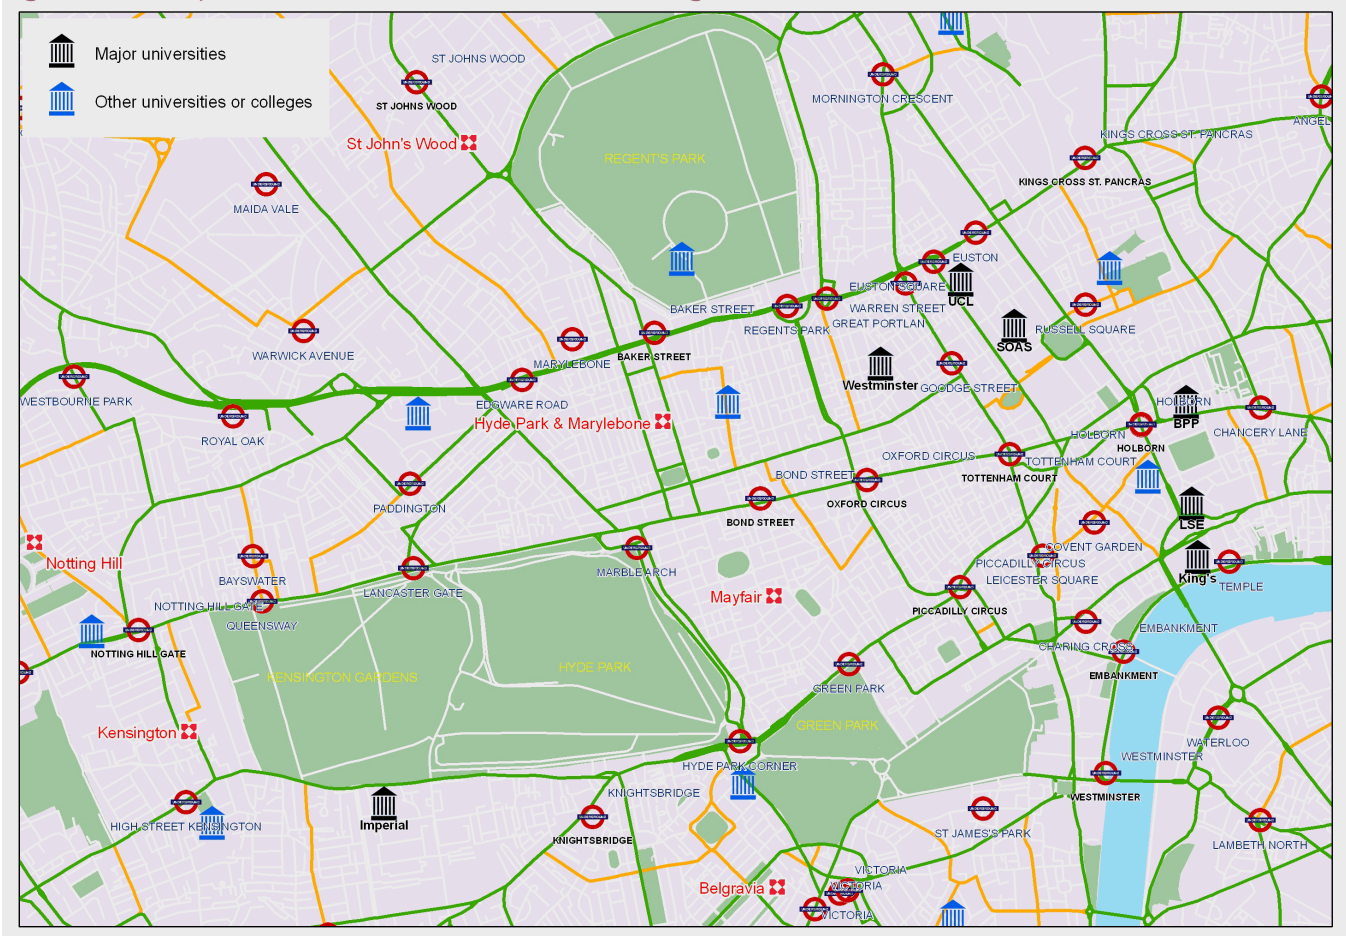 Major universities
Other universities or colleges
ST JOHNS WOOD
ST JOHNS WOOD
MORNINGTON CRESCENT
ANGEL
KINGS CROSS ST. PANCRAS
St John's Wood
REGENT'S PARK
KINGS CROSS ST. PANCRAS
MAIDA VALE
EUSTON
EUSTON SQUARE
UCL
BAKER STREET
WARREN STREET
GREAT PORTLAN
REGENTS PARK
RUSSELL SQUARE
SOAS
WARWICK AVENUE
BAKER STREET
MARYLEBONE
Westminster
GOODGE STREET
WESTBOURNE PARK
EDGWARE ROAD
HOLBORN
BPP
Hyde Park & Marylebone
CHANCERY LANE
ROYAL OAK
HOLBORN
HOLBORN
OXFORD CIRCUS
TOTTENHAM COURT
BOND STREET
TOTTENHAM COURT
OXFORD CIRCUS
PADDINGTON
BOND STREET
LSE
COVENT GARDEN
Notting Hill
PICCADILLY CIRCUS
MARBLE ARCH
LEICESTER SQUARE
King's
BAYSWATER
TEMPLE
LANCASTER GATE
Mayfair
NOTTING HILL GATE
PICCADILLY CIRCUS
QUEENSWAY
EMBANKMENT
CHARING CROSS
NOTTING HILL GATE
HYDE PARK
KENSINGTON GARDENS
EMBANKMENT
GREEN PARK
GREEN PARK
Kensington
WATERLOO
WESTMINSTER
HYDE PARK CORNER
KNIGHTSBRIDGE
WESTMINSTER
HIGH STREET KENSINGTON
Imperial
KNIGHTSBRIDGE
ST JAMES'S PARK
LAMBETH NORTH
VICTORIA
VICTORIA
Belgravia
VICTORIA